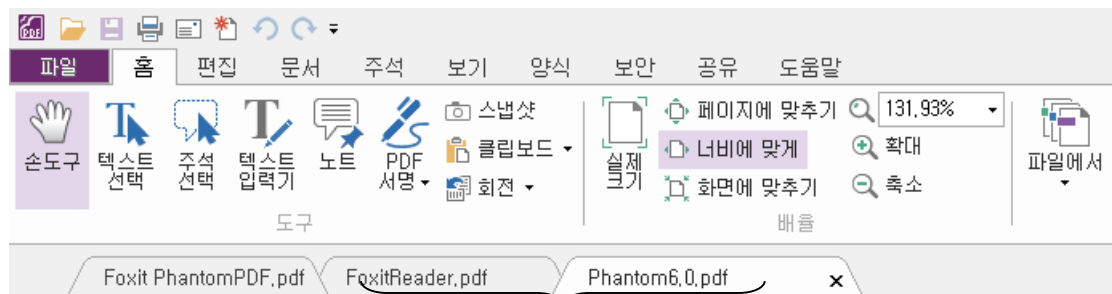 파일 홈 편집 문서 주석 보기 양식 보안 공유 도움말
손도구
텍스트
선택
주석
선택
텍스트
입력기
노트
PDF
서명
스냅샷
클립보드
회전
도구
실제
크기
페이지에 맞추기
너비에 맞게
화면에 맞추기
131,93%
확대
축소
배율
파일에서
Foxit PhantomPDF,pdf FoxitReader,pdf Phantom6,0,pdf x